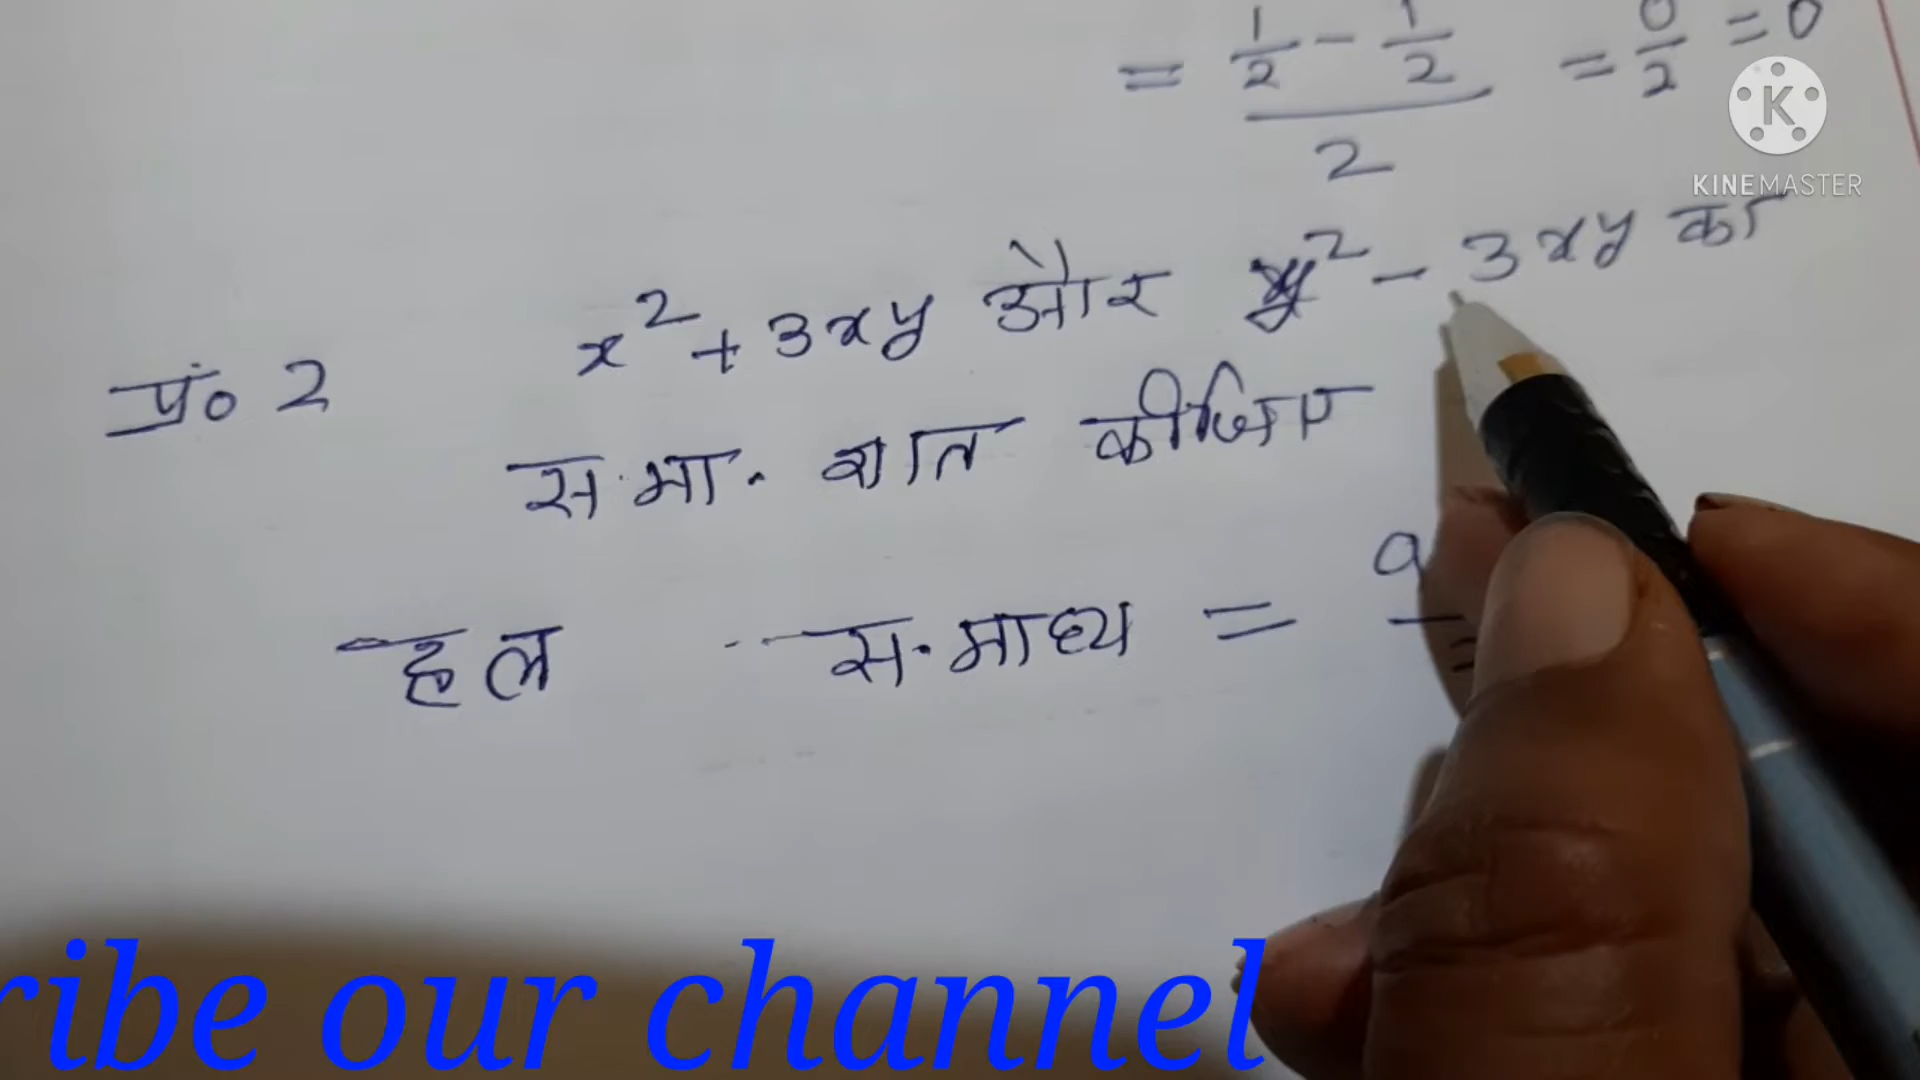 = 1/2 - 1/2 / 2 = 0/2 = 0
KINEMASTER
प्रं० 2 x² + 3xy और y² - 3xy का
स.मा. ज्ञात कीजिए
हल स.माध्य = a
ribe our channel